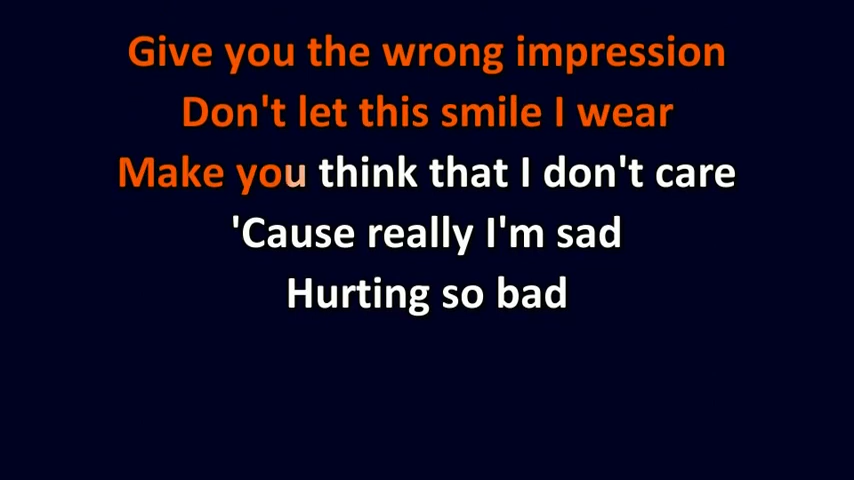 Give you the wrong impression
Don't let this smile I wear
Make you think that I don't care
'Cause really I'm sad
Hurting so bad